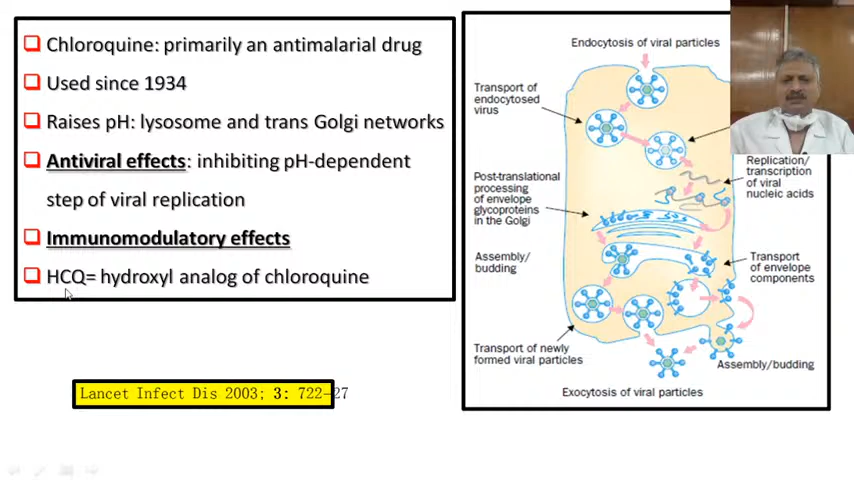 Chloroquine: primarily an antimalarial drug
Used since 1934
Raises pH: lysosome and trans Golgi networks
Antiviral effects: inhibiting pH-dependent
step of viral replication
Immunomodulatory effects
HCQ= hydroxyl analog of chloroquine
Lancet Infect Dis 2003; 3: 722–27
Endocytosis of viral particles
Transport of
endocytosed
virus
Replication/
transcription
of viral
nucleic acids
Post-translational
processing
of envelope
glycoproteins
in the Golgi
Assembly/
budding
Transport
of envelope
components
Transport of newly
formed viral particles
Assembly/budding
Exocytosis of viral particles